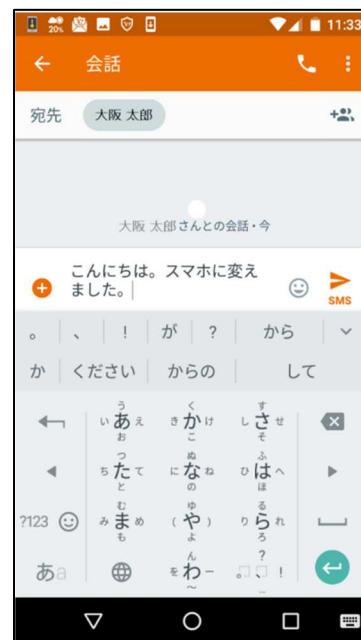 20%
11:33
会話
宛先 大阪 太郎
大阪 太郎さんとの会話・今
こんにちは。スマホに変え
ました。
SMS
。 、 ! が ? から
か ください からの して
う く す
い あ え き か け し さ せ
お こ そ
つ ぬ ふ
ち た て に な ね ひ は へ
と の ほ
む ゆ る
?123 み ま め ( や ) り ら れ
も よ ろ
ん ?
あa を わ ー 。 、 !
~ …